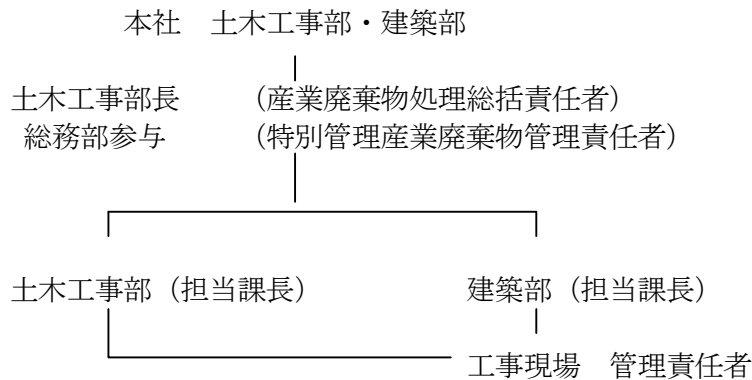 本社　土木工事部・建築部
土木工事部長　　（産業廃棄物処理総括責任者）
総務部参与　　　（特別管理産業廃棄物管理責任者）
土木工事部（担当課長）　　　　建築部（担当課長）
工事現場　管理責任者